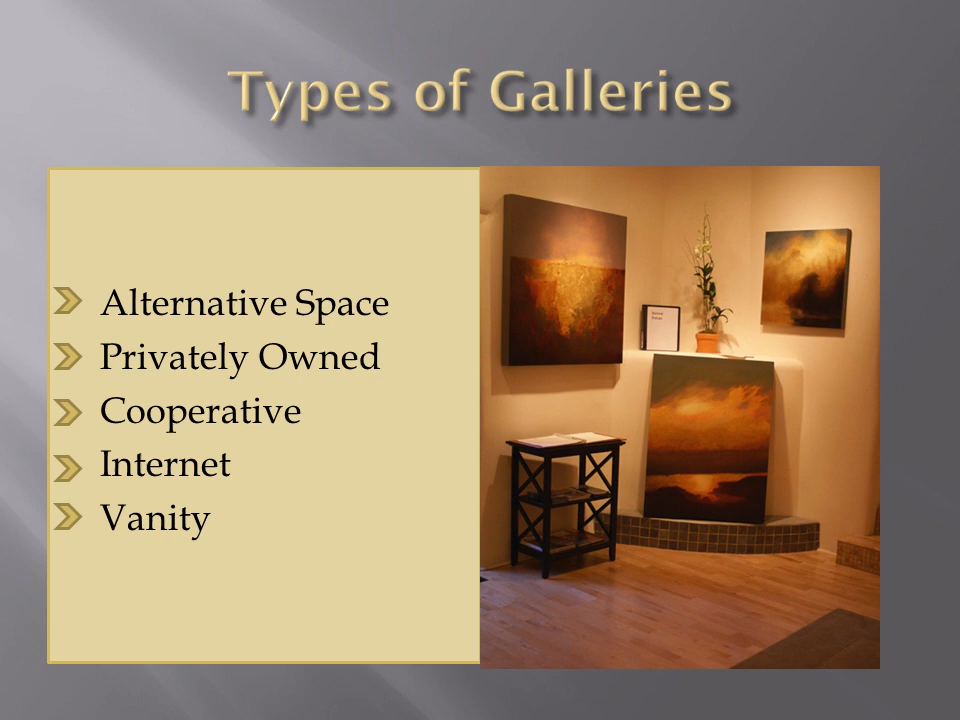 Types of Galleries
Alternative Space
Privately Owned
Cooperative
Internet
Vanity